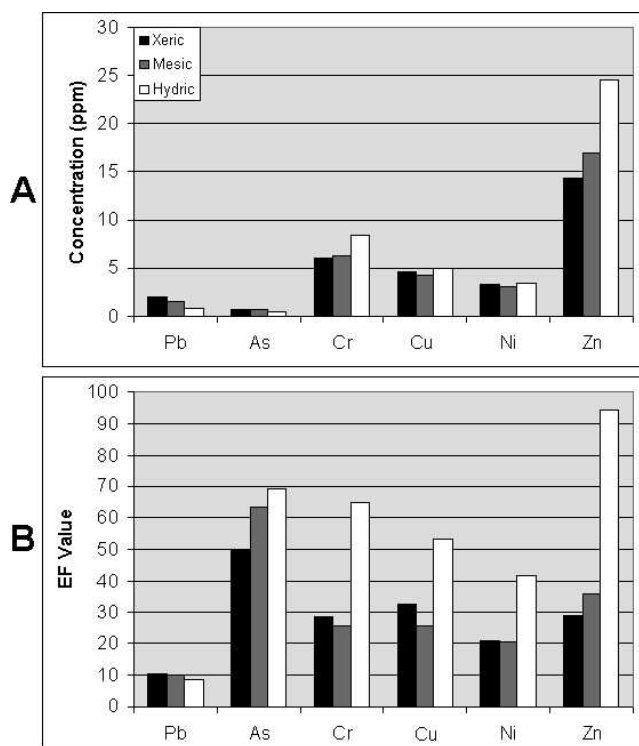 A
Concentration (ppm)
30
25
20
15
10
5
0
Xeric
Mesic
Hydric
Pb As Cr Cu Ni Zn
B
EF Value
100
90
80
70
60
50
40
30
20
10
0
Pb As Cr Cu Ni Zn